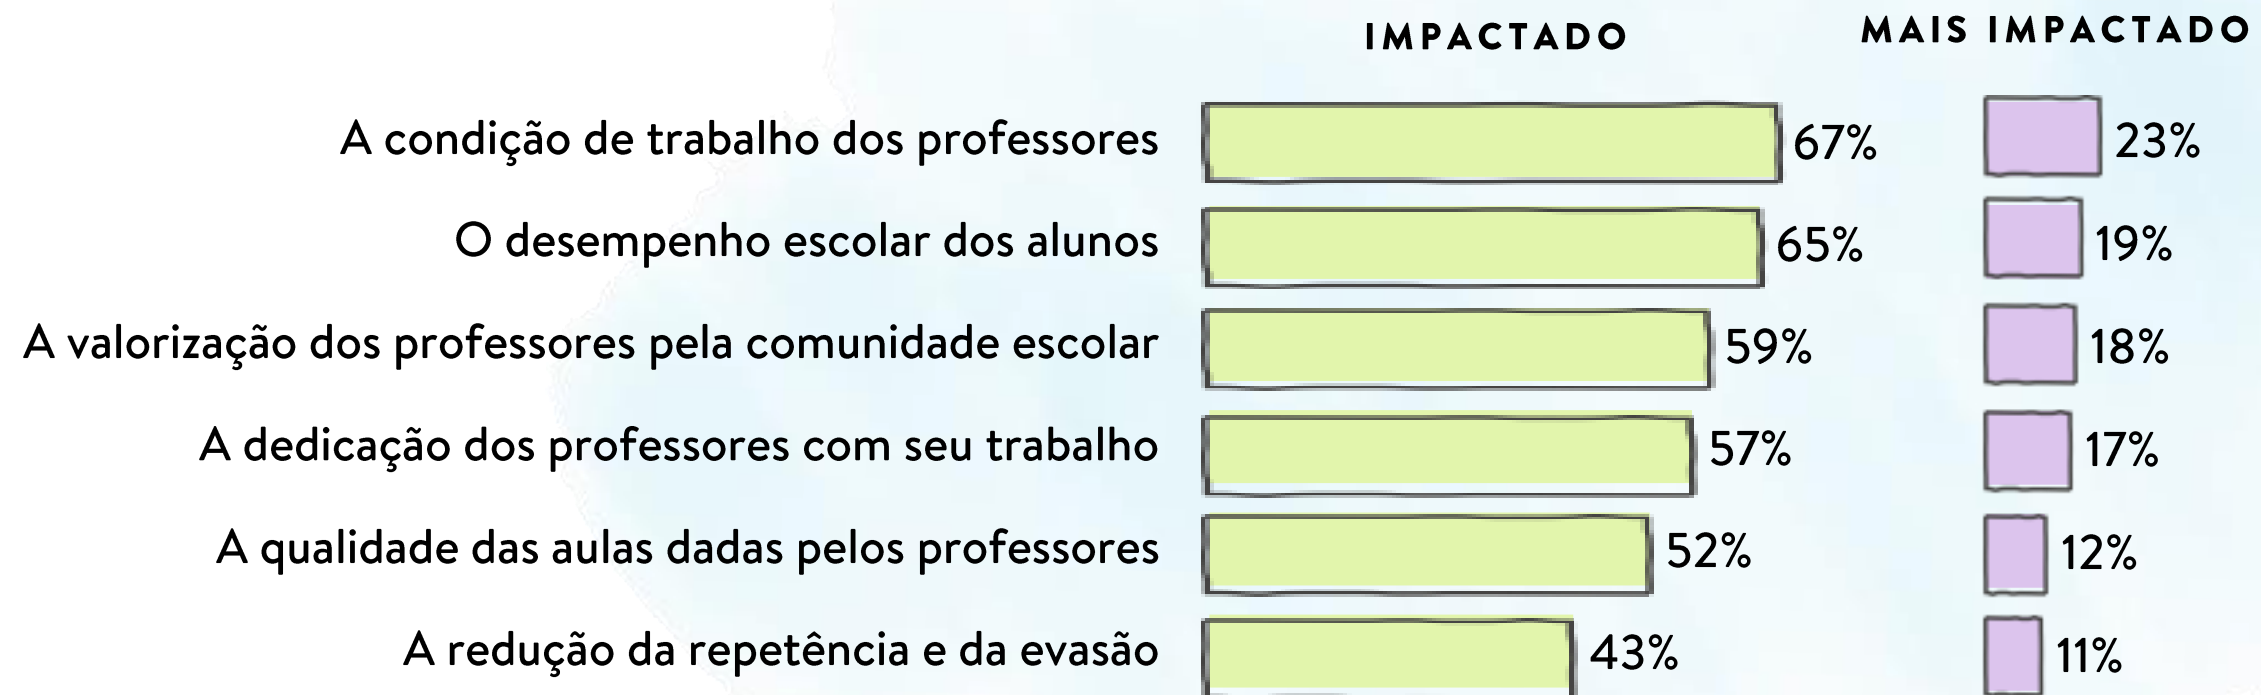 IMPACTADO MAIS IMPACTADO
A condição de trabalho dos professores 67% 23%
O desempenho escolar dos alunos 65% 19%
A valorização dos professores pela comunidade escolar 59% 18%
A dedicação dos professores com seu trabalho 57% 17%
A qualidade das aulas dadas pelos professores 52% 12%
A redução da repetência e da evasão 43% 11%